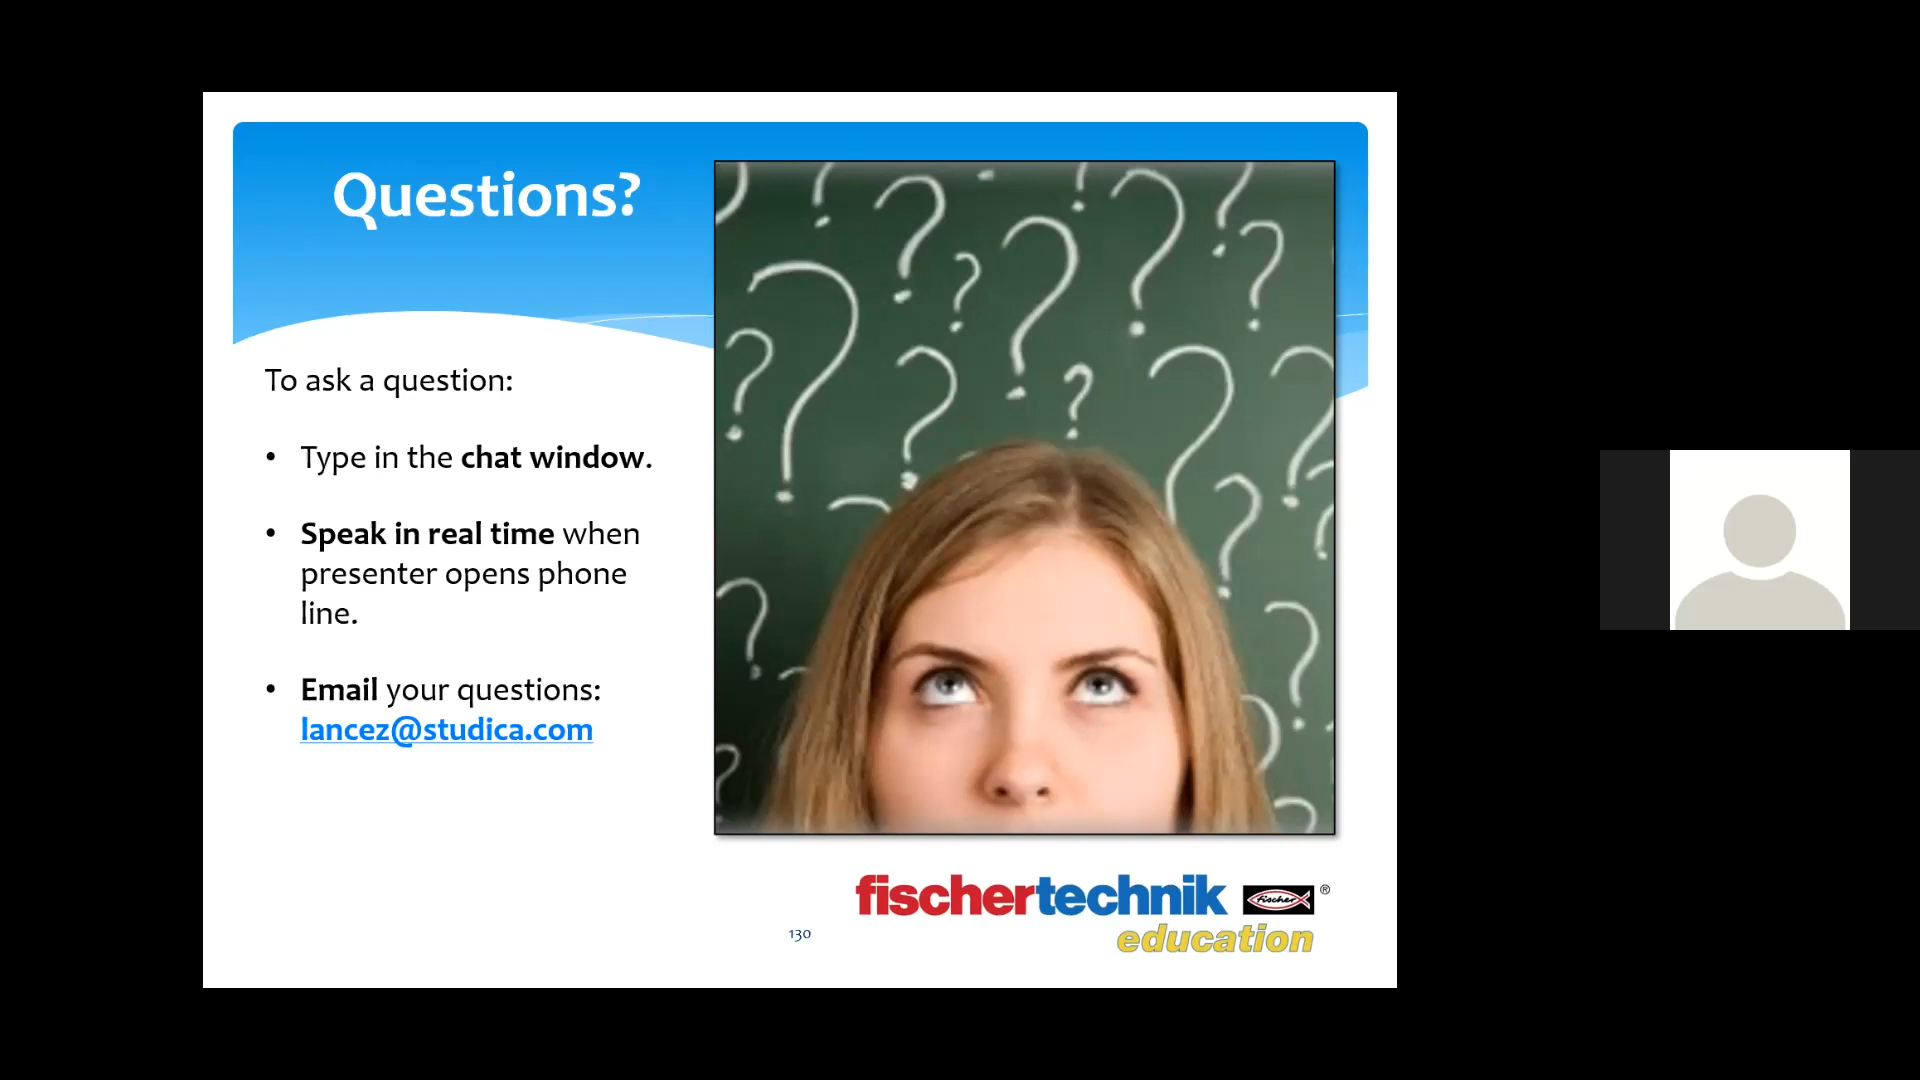 Questions?
To ask a question:
• Type in the chat window.
• Speak in real time when
presenter opens phone
line.
• Email your questions:
lancez@studica.com
fischertechnik fischer ®
education
130